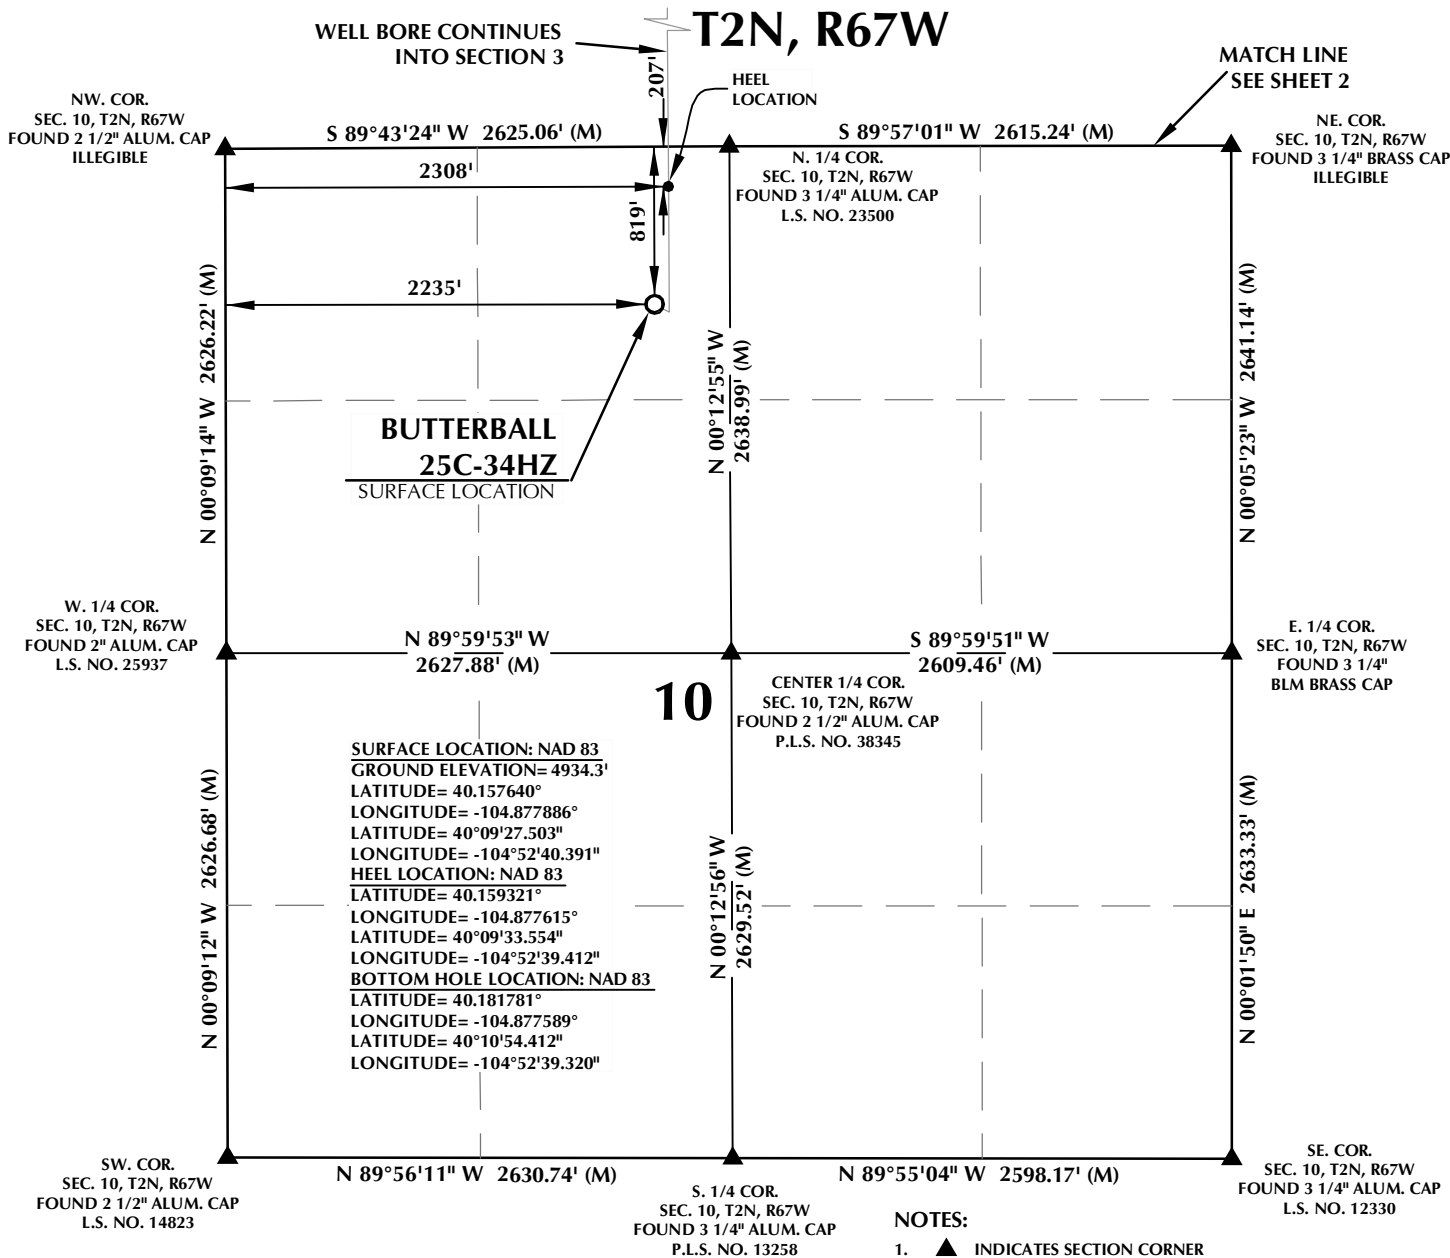 T2N, R67W
WELL BORE CONTINUES
INTO SECTION 3
207'
HEEL
LOCATION
MATCH LINE
SEE SHEET 2
NW. COR.
SEC. 10, T2N, R67W
FOUND 2 1/2" ALUM. CAP
ILLEGIBLE
S 89°43'24" W 2625.06' (M)
S 89°57'01" W 2615.24' (M)
NE. COR.
SEC. 10, T2N, R67W
FOUND 3 1/4" BRASS CAP
ILLEGIBLE
N. 1/4 COR.
SEC. 10, T2N, R67W
FOUND 3 1/4" ALUM. CAP
L.S. NO. 23500
2308'
819'
2235'
N 00°09'14" W 2626.22' (M)
N 00°12'55" W
2638.99' (M)
N 00°05'23" W 2641.14' (M)
BUTTERBALL
25C-34HZ
SURFACE LOCATION
W. 1/4 COR.
SEC. 10, T2N, R67W
FOUND 2" ALUM. CAP
L.S. NO. 25937
N 89°59'53" W
2627.88' (M)
S 89°59'51" W
2609.46' (M)
E. 1/4 COR.
SEC. 10, T2N, R67W
FOUND 3 1/4"
BLM BRASS CAP
10
CENTER 1/4 COR.
SEC. 10, T2N, R67W
FOUND 2 1/2" ALUM. CAP
P.L.S. NO. 38345
SURFACE LOCATION: NAD 83
GROUND ELEVATION= 4934.3'
LATITUDE= 40.157640°
LONGITUDE= -104.877886°
LATITUDE= 40°09'27.503"
LONGITUDE= -104°52'40.391"
HEEL LOCATION: NAD 83
LATITUDE= 40.159321°
LONGITUDE= -104.877615°
LATITUDE= 40°09'33.554"
LONGITUDE= -104°52'39.412"
BOTTOM HOLE LOCATION: NAD 83
LATITUDE= 40.181781°
LONGITUDE= -104.877589°
LATITUDE= 40°10'54.412"
LONGITUDE= -104°52'39.320"
N 00°09'12" W 2626.68' (M)
N 00°12'56" W
2629.52' (M)
N 00°01'50" E 2633.33' (M)
SW. COR.
SEC. 10, T2N, R67W
FOUND 2 1/2" ALUM. CAP
L.S. NO. 14823
N 89°56'11" W 2630.74' (M)
S. 1/4 COR.
SEC. 10, T2N, R67W
FOUND 3 1/4" ALUM. CAP
P.L.S. NO. 13258
N 89°55'04" W 2598.17' (M)
SE. COR.
SEC. 10, T2N, R67W
FOUND 3 1/4" ALUM. CAP
L.S. NO. 12330
NOTES:
1. ▲ INDICATES SECTION CORNER